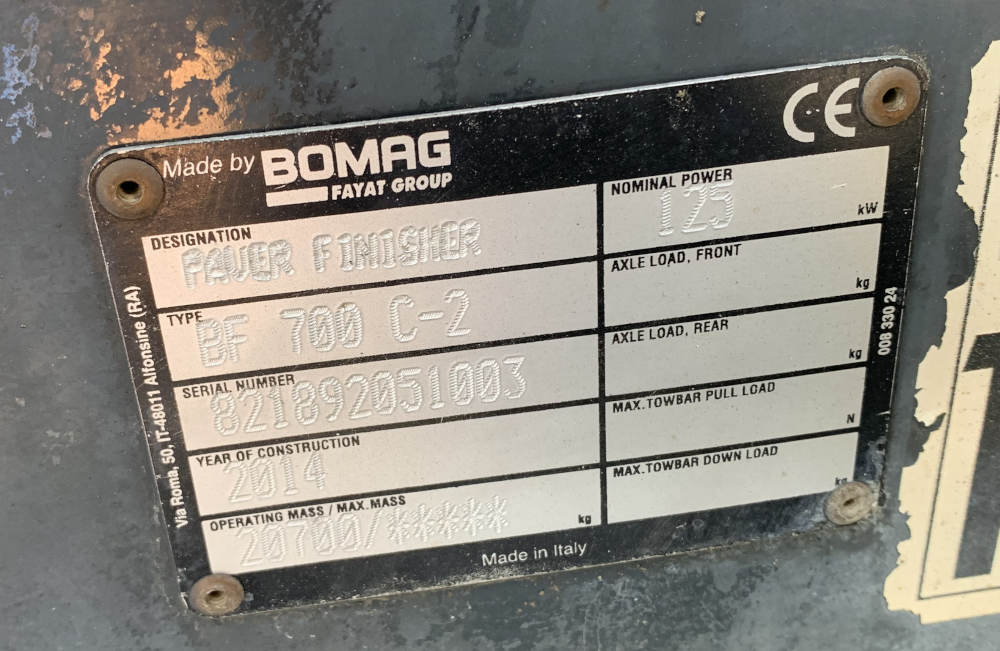 Made by BOMAG
FAYAT GROUP
CE
DESIGNATION
PAVER FINISHER
TYPE
BF 700 C-2
SERIAL NUMBER
821892051003
YEAR OF CONSTRUCTION
2014
OPERATING MASS / MAX. MASS
20700/***** kg
NOMINAL POWER
125 kW
AXLE LOAD, FRONT
kg
AXLE LOAD, REAR
kg
MAX.TOWBAR PULL LOAD
N
MAX.TOWBAR DOWN LOAD
kg
Made in Italy
Via Roma, 50, IT-48011 Alfonsine (RA)
008 330 24